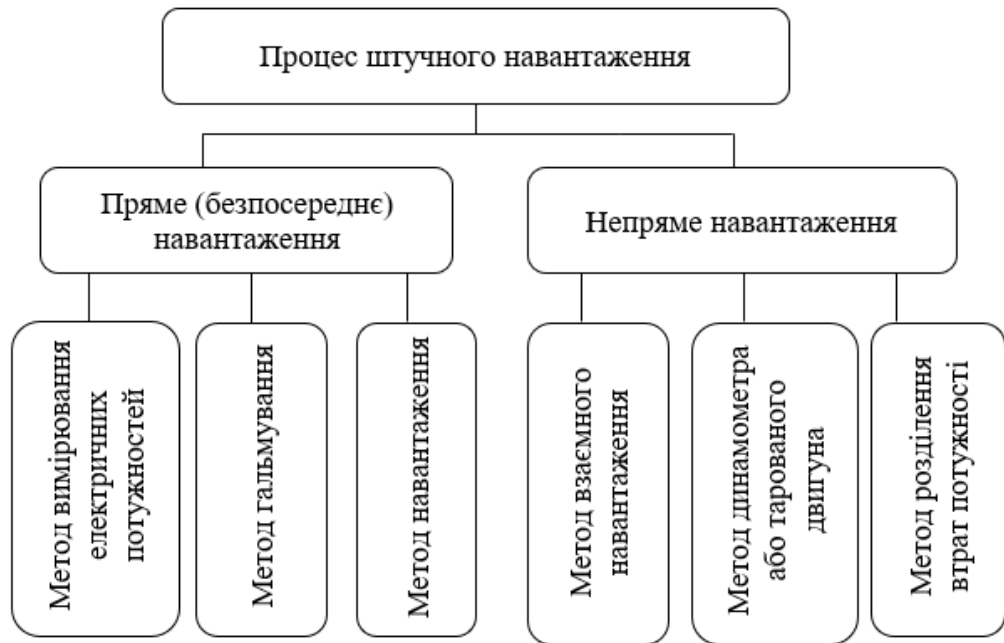 Процес штучного навантаження
Пряме (безпосереднє)
навантаження
Непряме навантаження
Метод вимірювання
електричних
потужностей
Метод гальмування
Метод навантаження
Метод взаємного
навантаження
Метод динамометра
або тарованого
двигуна
Метод розділення
втрат потужності